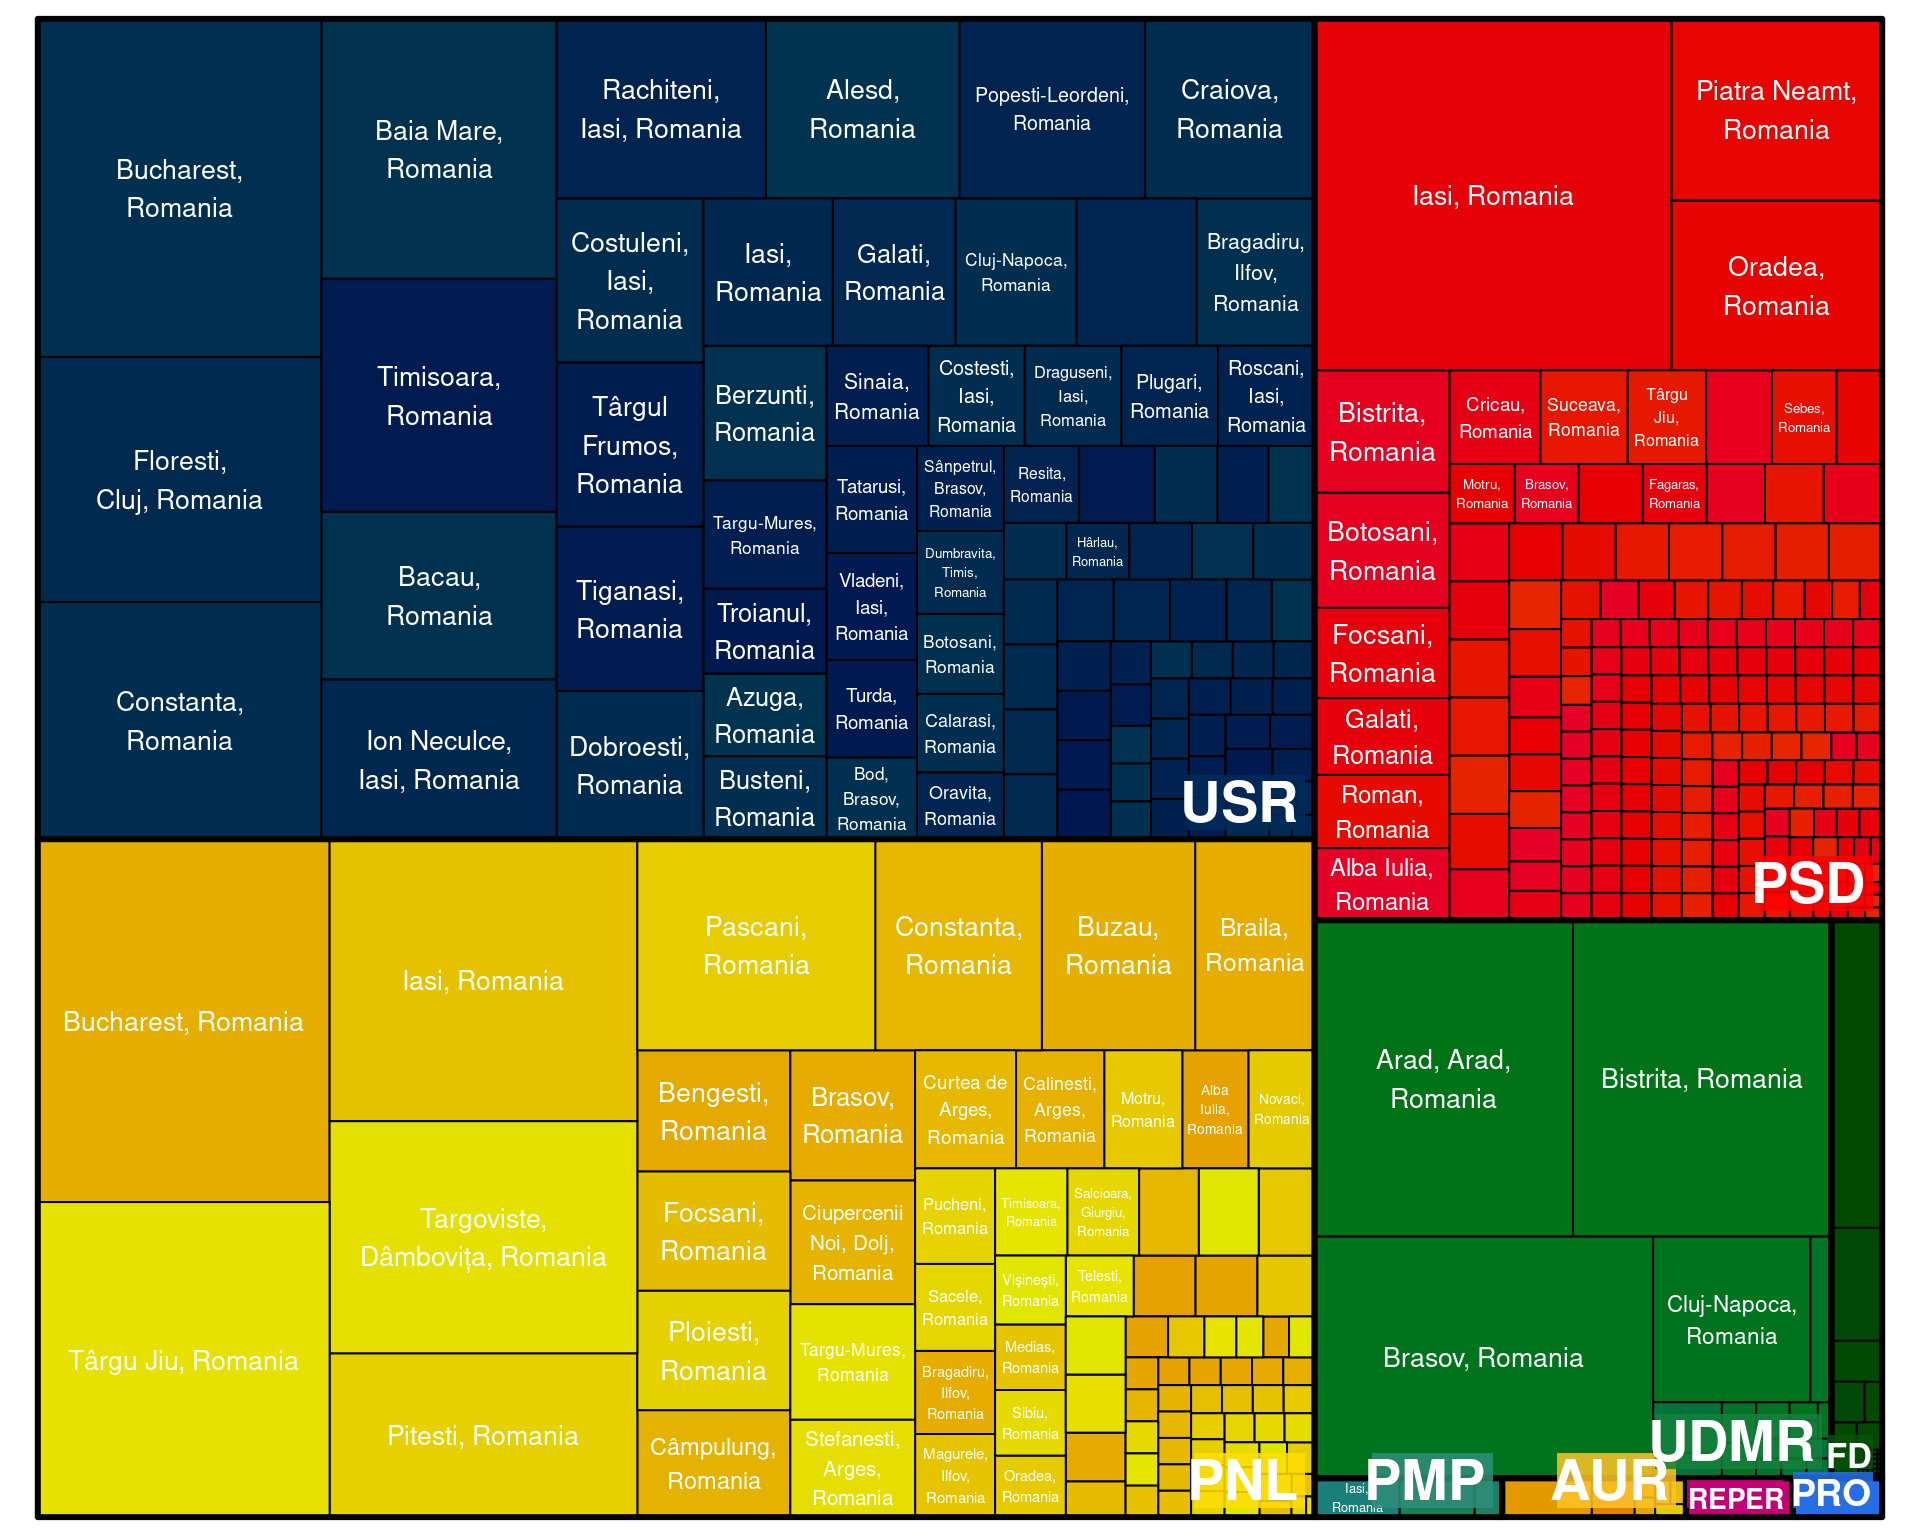 Bucharest,
Romania
Floresti,
Cluj, Romania
Constanta,
Romania
Baia Mare,
Romania
Timisoara,
Romania
Bacau,
Romania
Ion Neculce,
Iasi, Romania
Rachiteni,
Iasi, Romania
Alesd,
Romania
Popesti-Leordeni,
Romania
Craiova,
Romania
Costuleni,
Iasi,
Romania
Târgul
Frumos,
Romania
Tiganasi,
Romania
Dobroesti,
Romania
Iasi,
Romania
Galati,
Romania
Cluj-Napoca,
Romania
Bragadiru,
Ilfov,
Romania
Berzunti,
Romania
Targu-Mures,
Romania
Troianul,
Romania
Azuga,
Romania
Busteni,
Romania
Sinaia,
Romania
Costesti,
Iasi,
Romania
Draguseni,
Iasi,
Romania
Plugari,
Romania
Roscani,
Iasi,
Romania
Tatarusi,
Romania
Vladeni,
Iasi,
Romania
Turda,
Romania
Bod,
Brasov,
Romania
Sânpetrul,
Brasov,
Romania
Dumbravita,
Timis,
Romania
Botosani,
Romania
Calarasi,
Romania
Oravita,
Romania
Resita,
Romania
Hârlau,
Romania
USR
Iasi, Romania
Piatra Neamt,
Romania
Oradea,
Romania
Bistrita,
Romania
Botosani,
Romania
Focsani,
Romania
Galati,
Romania
Roman,
Romania
Alba Iulia,
Romania
Cricau,
Romania
Suceava,
Romania
Târgu
Jiu,
Romania
Sebes,
Romania
Motru,
Romania
Brasov,
Romania
Fagaras,
Romania
PSD
Bucharest, Romania
Târgu Jiu, Romania
Iasi, Romania
Targoviste,
Dâmbovița, Romania
Pitesti, Romania
Pascani,
Romania
Constanta,
Romania
Buzau,
Romania
Braila,
Romania
Bengesti,
Romania
Focsani,
Romania
Ploiesti,
Romania
Câmpulung,
Romania
Brasov,
Romania
Ciupercenii
Noi, Dolj,
Romania
Targu-Mures,
Romania
Stefanesti,
Arges,
Romania
Curtea de
Arges,
Romania
Calinesti,
Arges,
Romania
Motru,
Romania
Alba
Iulia,
Romania
Novaci,
Romania
Pucheni,
Romania
Sacele,
Romania
Bragadiru,
Ilfov,
Romania
Magurele,
Ilfov,
Romania
Timisoara,
Romania
Salcioara,
Giurgiu,
Romania
Vișinești,
Romania
Telesti,
Romania
Medias,
Romania
Sibiu,
Romania
Oradea,
Romania
PNL
Arad, Arad,
Romania
Bistrita, Romania
Brasov, Romania
Cluj-Napoca,
Romania
UDMR
FD
Iasi,
Romania
PMP
AUR
REPER
PRO